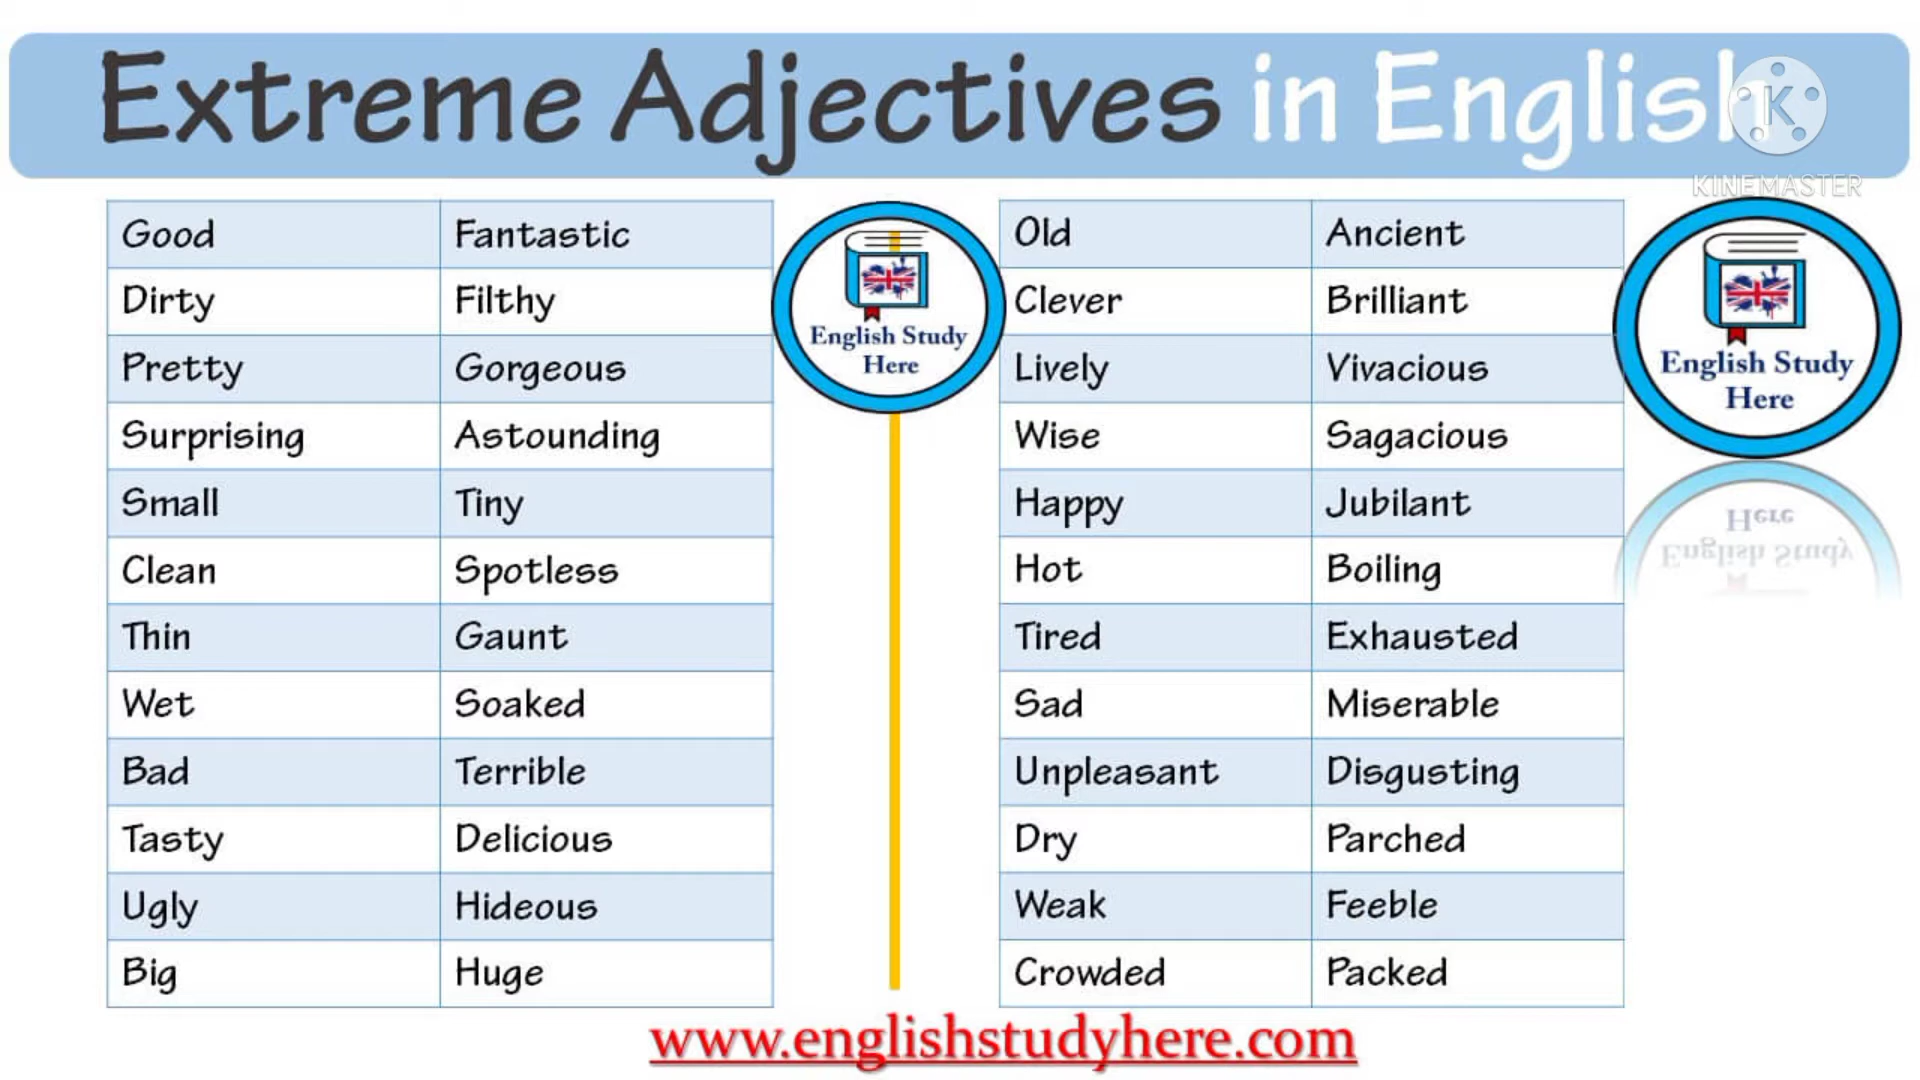 Extreme Adjectives in English
KINEMASTER
Good Fantastic
Dirty Filthy
Pretty Gorgeous
Surprising Astounding
Small Tiny
Clean Spotless
Thin Gaunt
Wet Soaked
Bad Terrible
Tasty Delicious
Ugly Hideous
Big Huge
English Study
Here
Old Ancient
Clever Brilliant
Lively Vivacious
Wise Sagacious
Happy Jubilant
Hot Boiling
Tired Exhausted
Sad Miserable
Unpleasant Disgusting
Dry Parched
Weak Feeble
Crowded Packed
English Study
Here
www.englishstudyhere.com